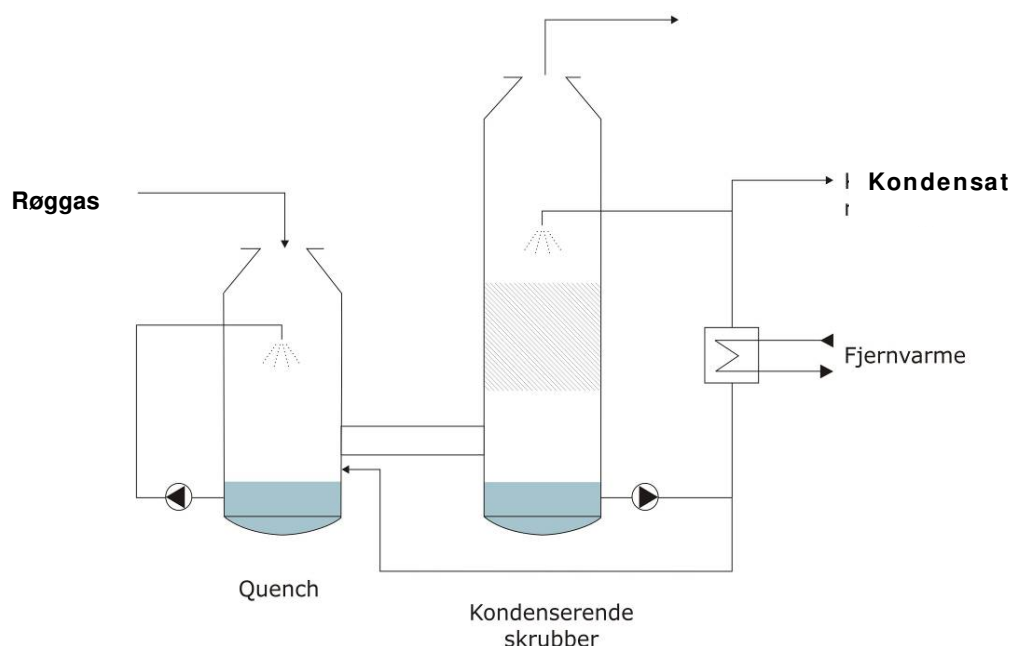 Røggas
Kondensat
Fjernvarme
Quench
Kondenserende
skrubber